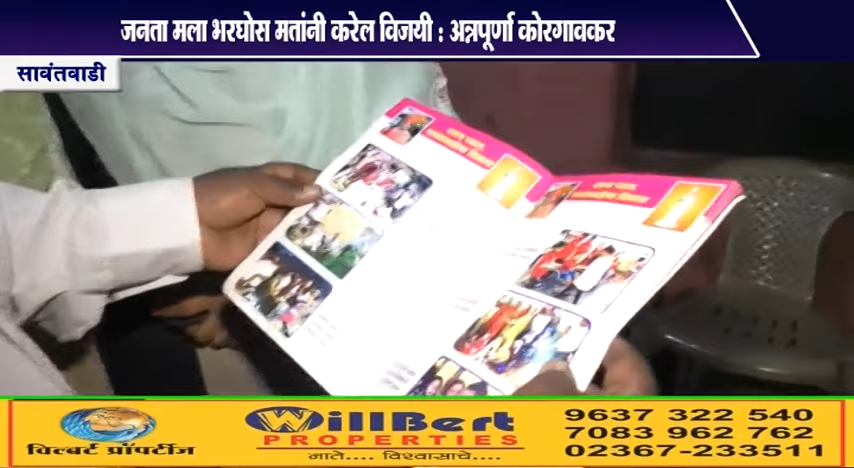 जनता मला भरघोस मतांनी करेल विजयी : अन्नपूर्णा कोरगावकर
सावंतवाडी
विल्बर्ट प्रॉपर्टीज
WillBert
PROPERTIES
नाते.... विश्वासाचे....
9637 322 540
7083 962 762
02367-233511